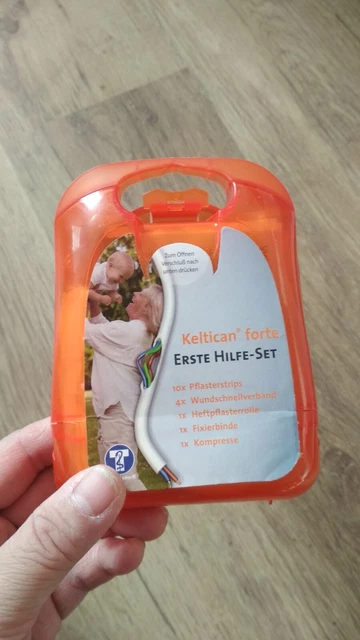 Zum Öffnen
Verschluß nach
unten drücken
Keltican® forte
ERSTE HILFE-SET
10x Pflasterstrips
4x Wundschnellverband
1x Heftpflasterrolle
1x Fixierbinde
1x Kompresse